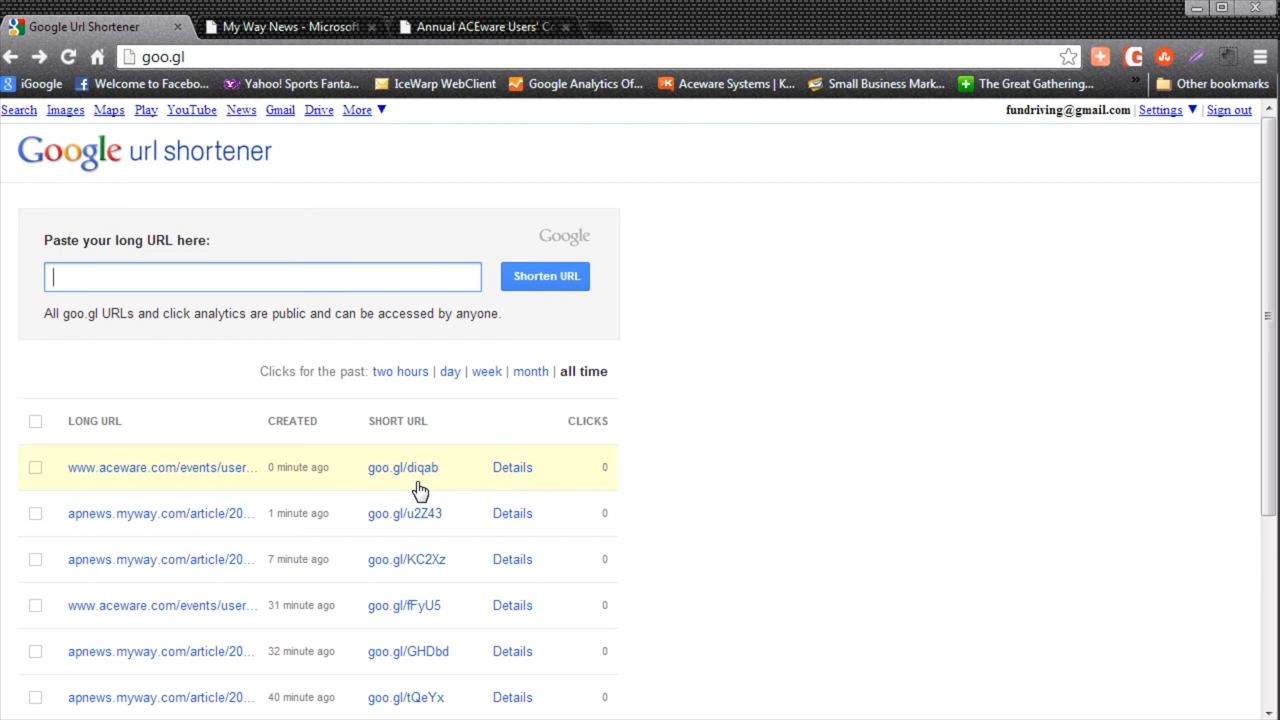 Google Url Shortener
My Way News - Microsoft
Annual ACEware Users' C
goo.gl
iGoogle Welcome to Facebo... Yahoo! Sports Fanta... IceWarp WebClient Google Analytics Of... Aceware Systems | K... Small Business Mark... The Great Gathering... » Other bookmarks
Search Images Maps Play YouTube News Gmail Drive More ▼ fundriving@gmail.com | Settings ▼ | Sign out
Google url shortener
Paste your long URL here: Google
Shorten URL
All goo.gl URLs and click analytics are public and can be accessed by anyone.
Clicks for the past: two hours | day | week | month | all time
LONG URL CREATED SHORT URL CLICKS
www.aceware.com/events/user... 0 minute ago goo.gl/diqab Details 0
apnews.myway.com/article/20... 1 minute ago goo.gl/u2Z43 Details 0
apnews.myway.com/article/20... 7 minute ago goo.gl/KC2Xz Details 0
www.aceware.com/events/user... 31 minute ago goo.gl/fFyU5 Details 0
apnews.myway.com/article/20... 32 minute ago goo.gl/GHDbd Details 0
apnews.myway.com/article/20... 40 minute ago goo.gl/tQeYx Details 0